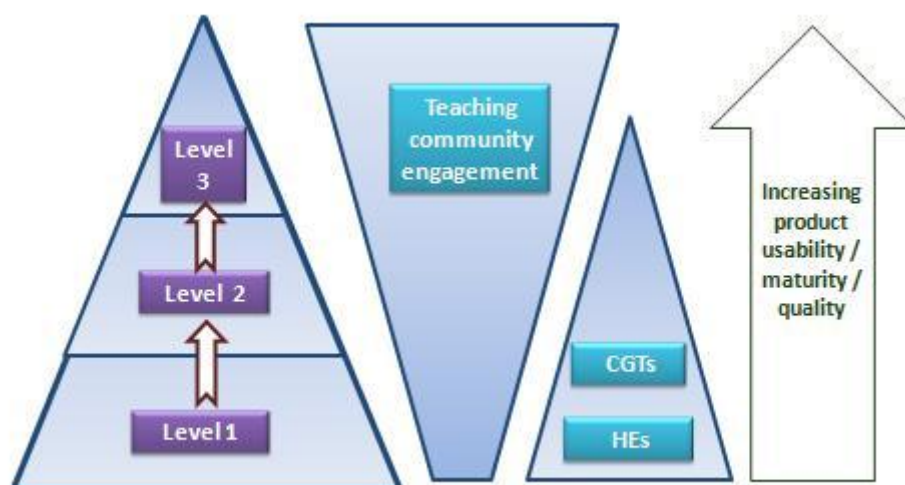 Level
3
Level 2
Level 1
Teaching
community
engagement
CGTs
HEs
Increasing
product
usability /
maturity /
quality